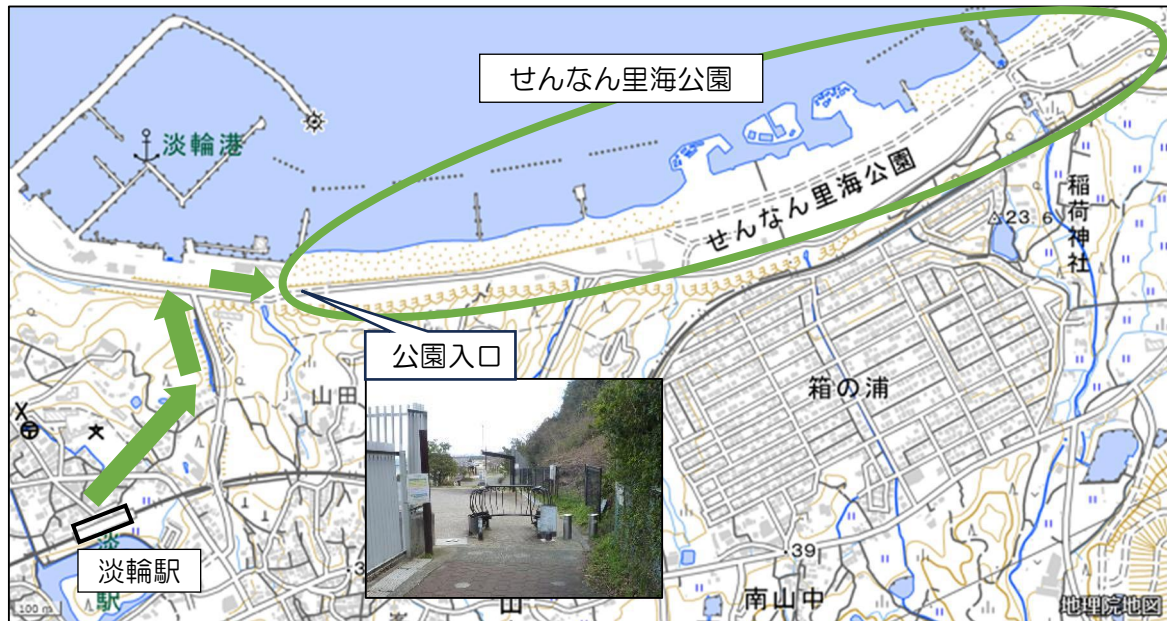 せんなん里海公園
淡輪港
せんなん里海公園
稲荷神社
23.6
公園入口
山田
箱の浦
淡輪駅
39
南山中
100 m
地理院地図